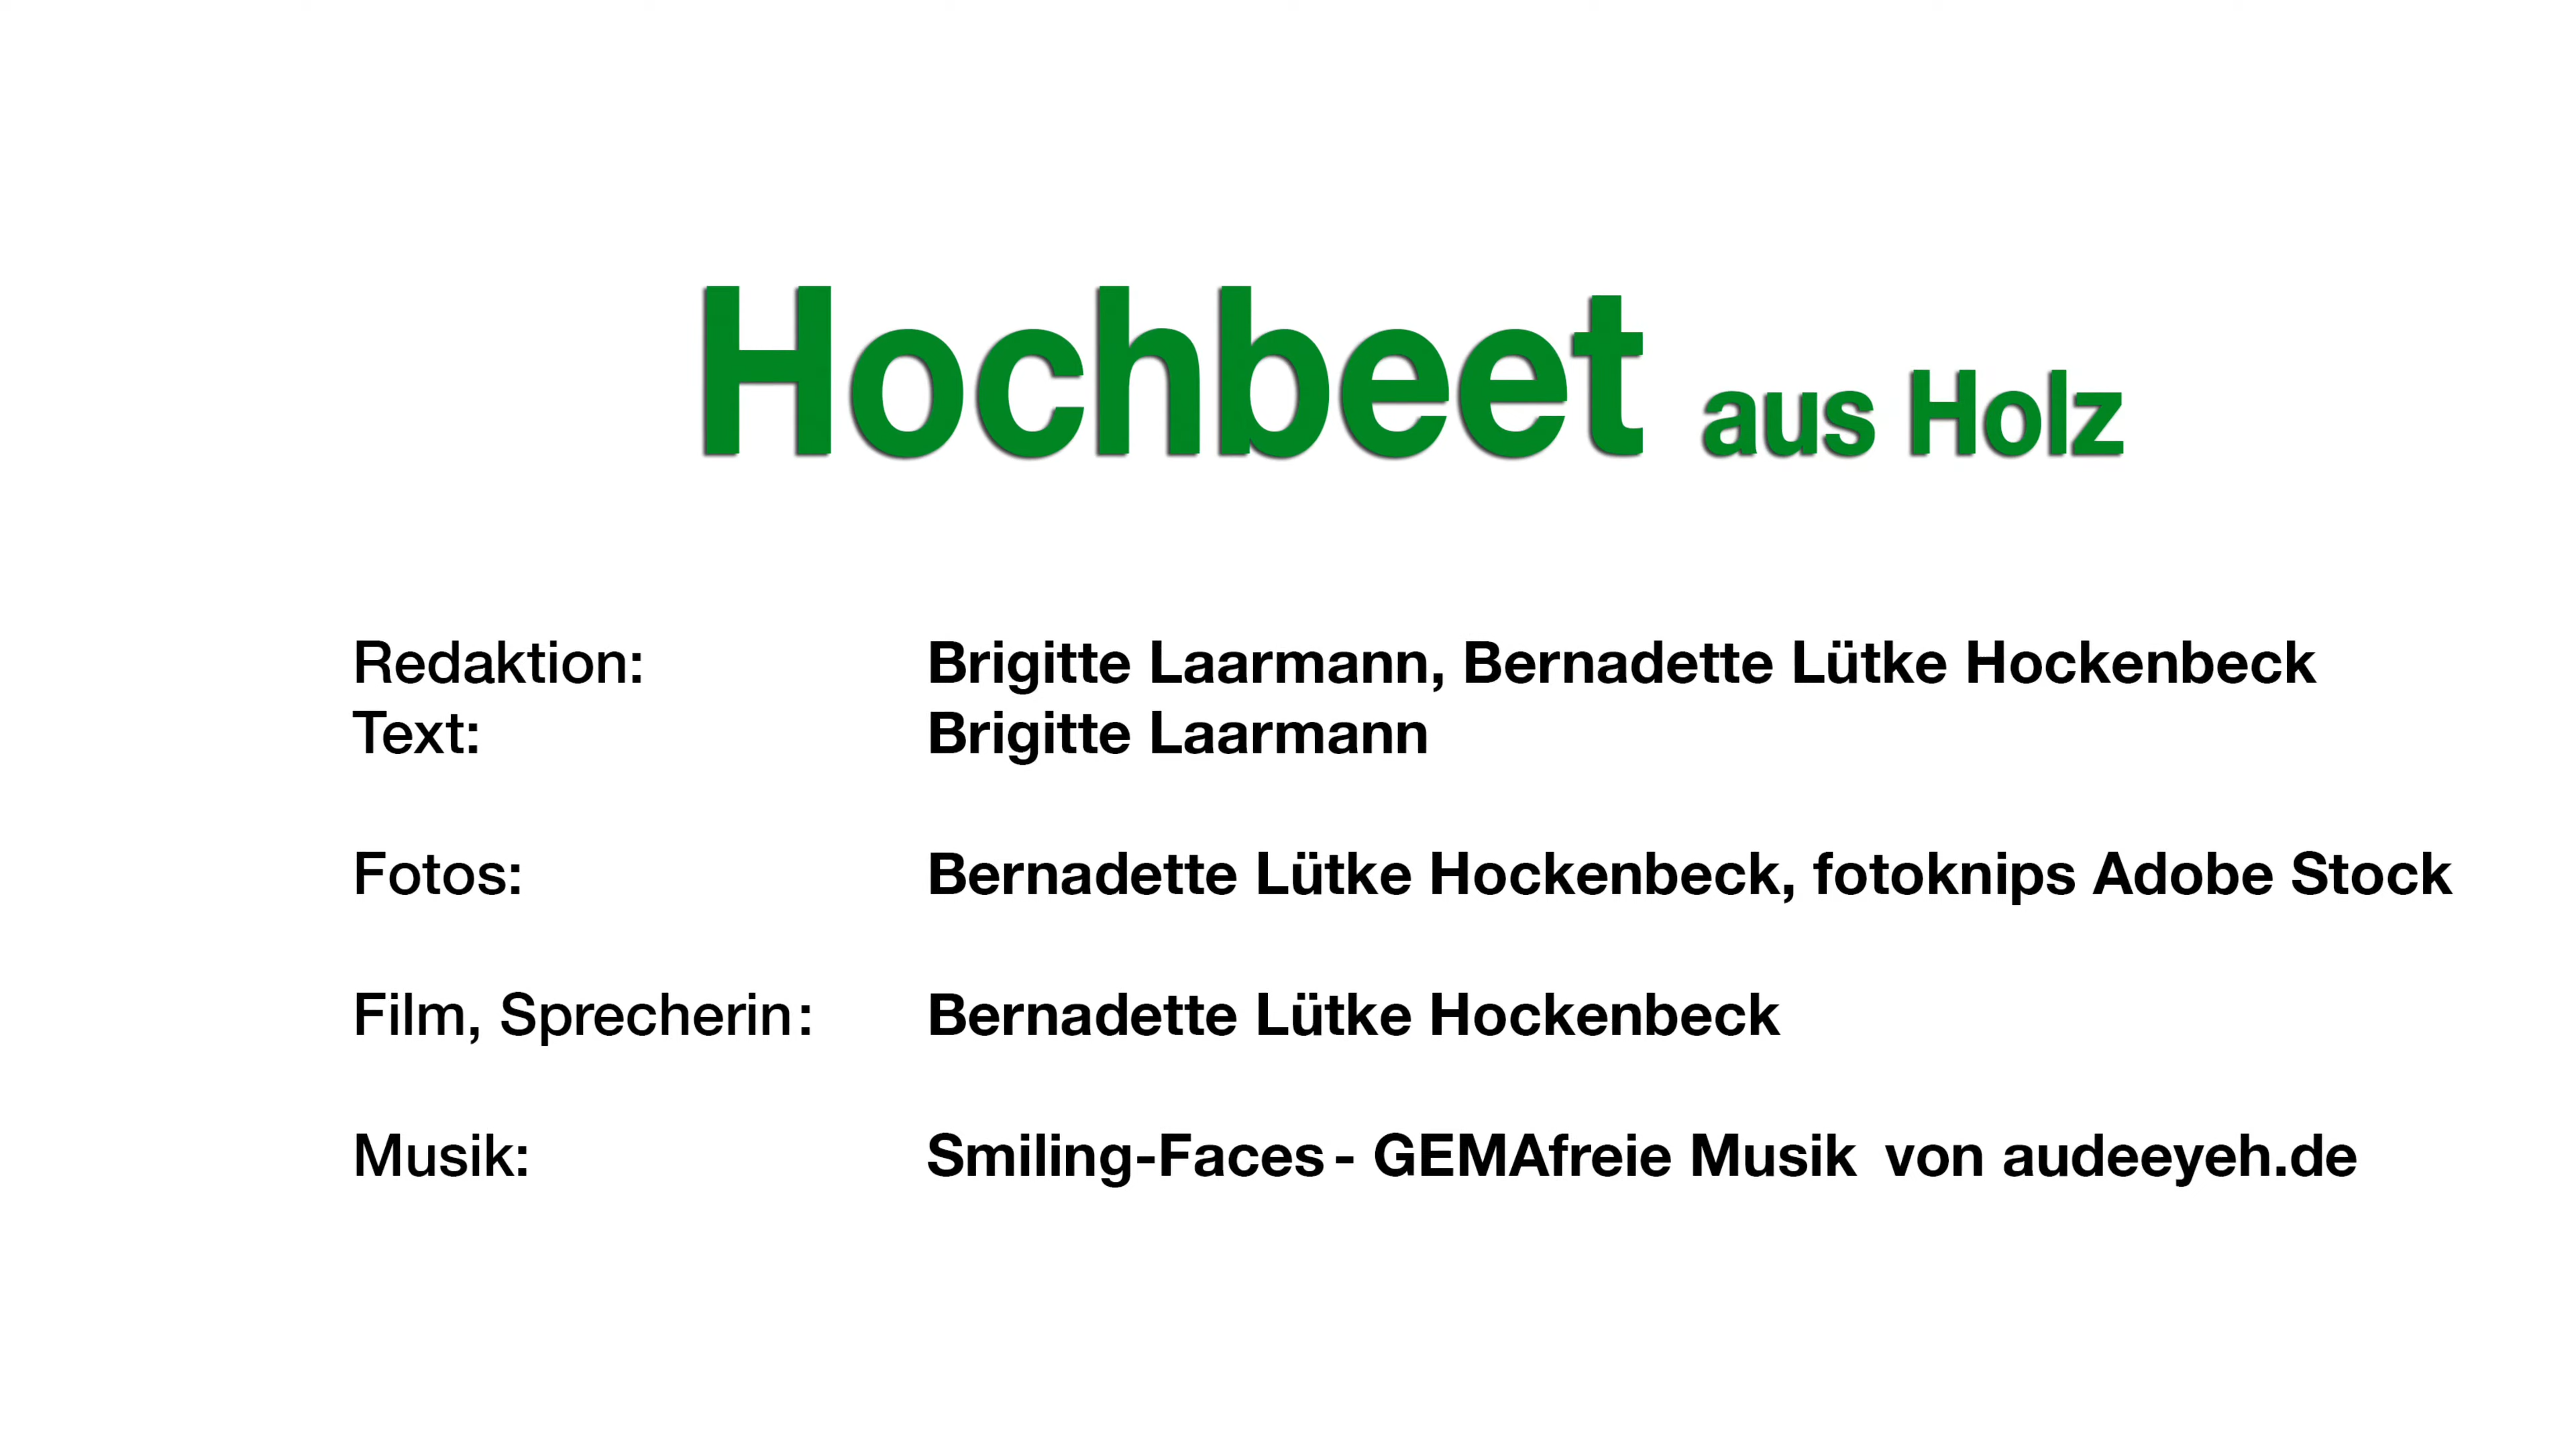 Hochbeet aus Holz
Redaktion: Brigitte Laarmann, Bernadette Lütke Hockenbeck
Text: Brigitte Laarmann
Fotos: Bernadette Lütke Hockenbeck, fotoknips Adobe Stock
Film, Sprecherin: Bernadette Lütke Hockenbeck
Musik: Smiling-Faces - GEMAfreie Musik von audeeyeh.de